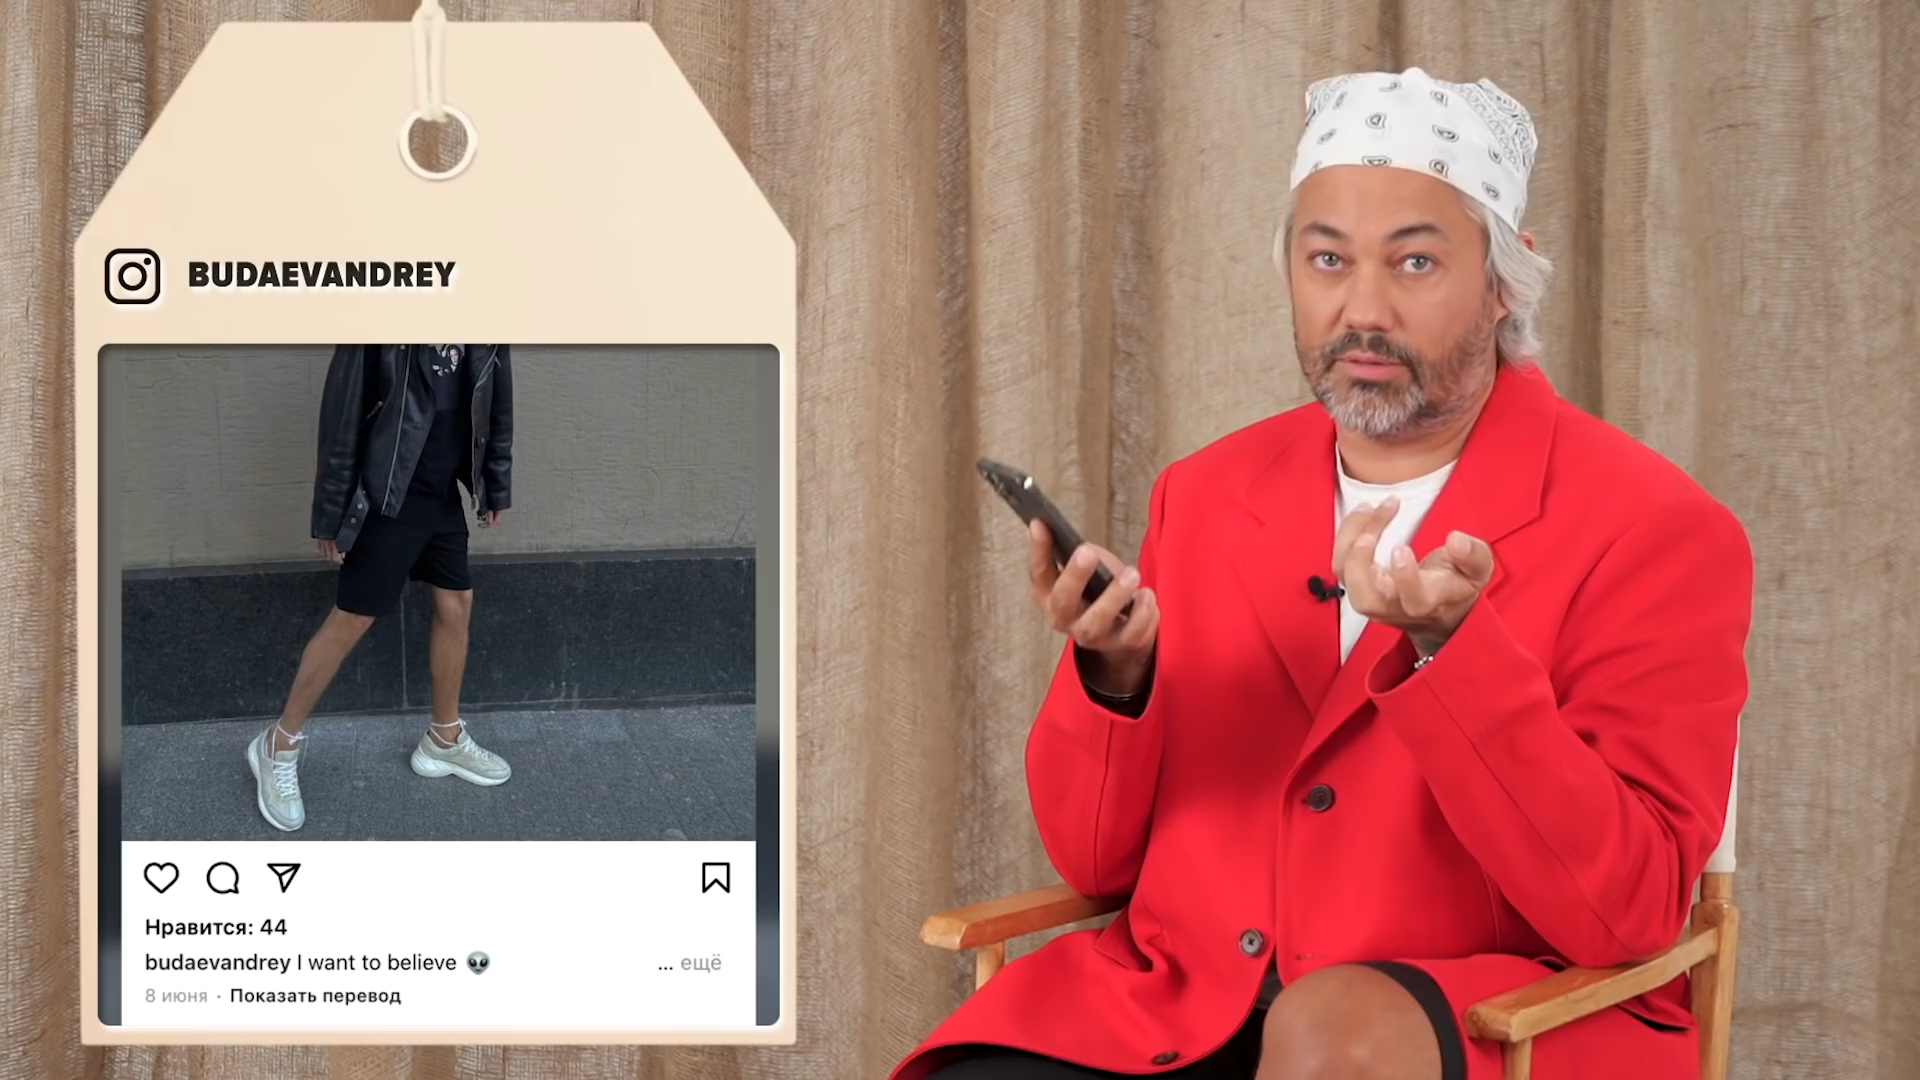 BUDAEVANDREY
Нравится: 44
budaevandrey I want to believe 👽 ... ещё
8 июня · Показать перевод